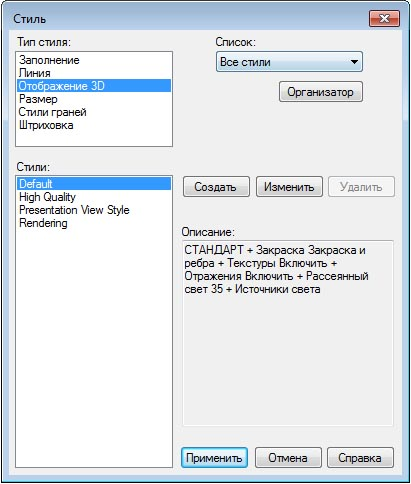 Стиль
Тип стиля:
Заполнение
Линия
Отображение 3D
Размер
Стили граней
Штриховка
Список:
Все стили
Организатор
Стили:
Default
High Quality
Presentation View Style
Rendering
Создать
Изменить
Удалить
Описание:
СТАНДАРТ + Закраска Закраска и
ребра + Текстуры Включить +
Отражения Включить + Рассеянный
свет 35 + Источники света
Применить
Отмена
Справка